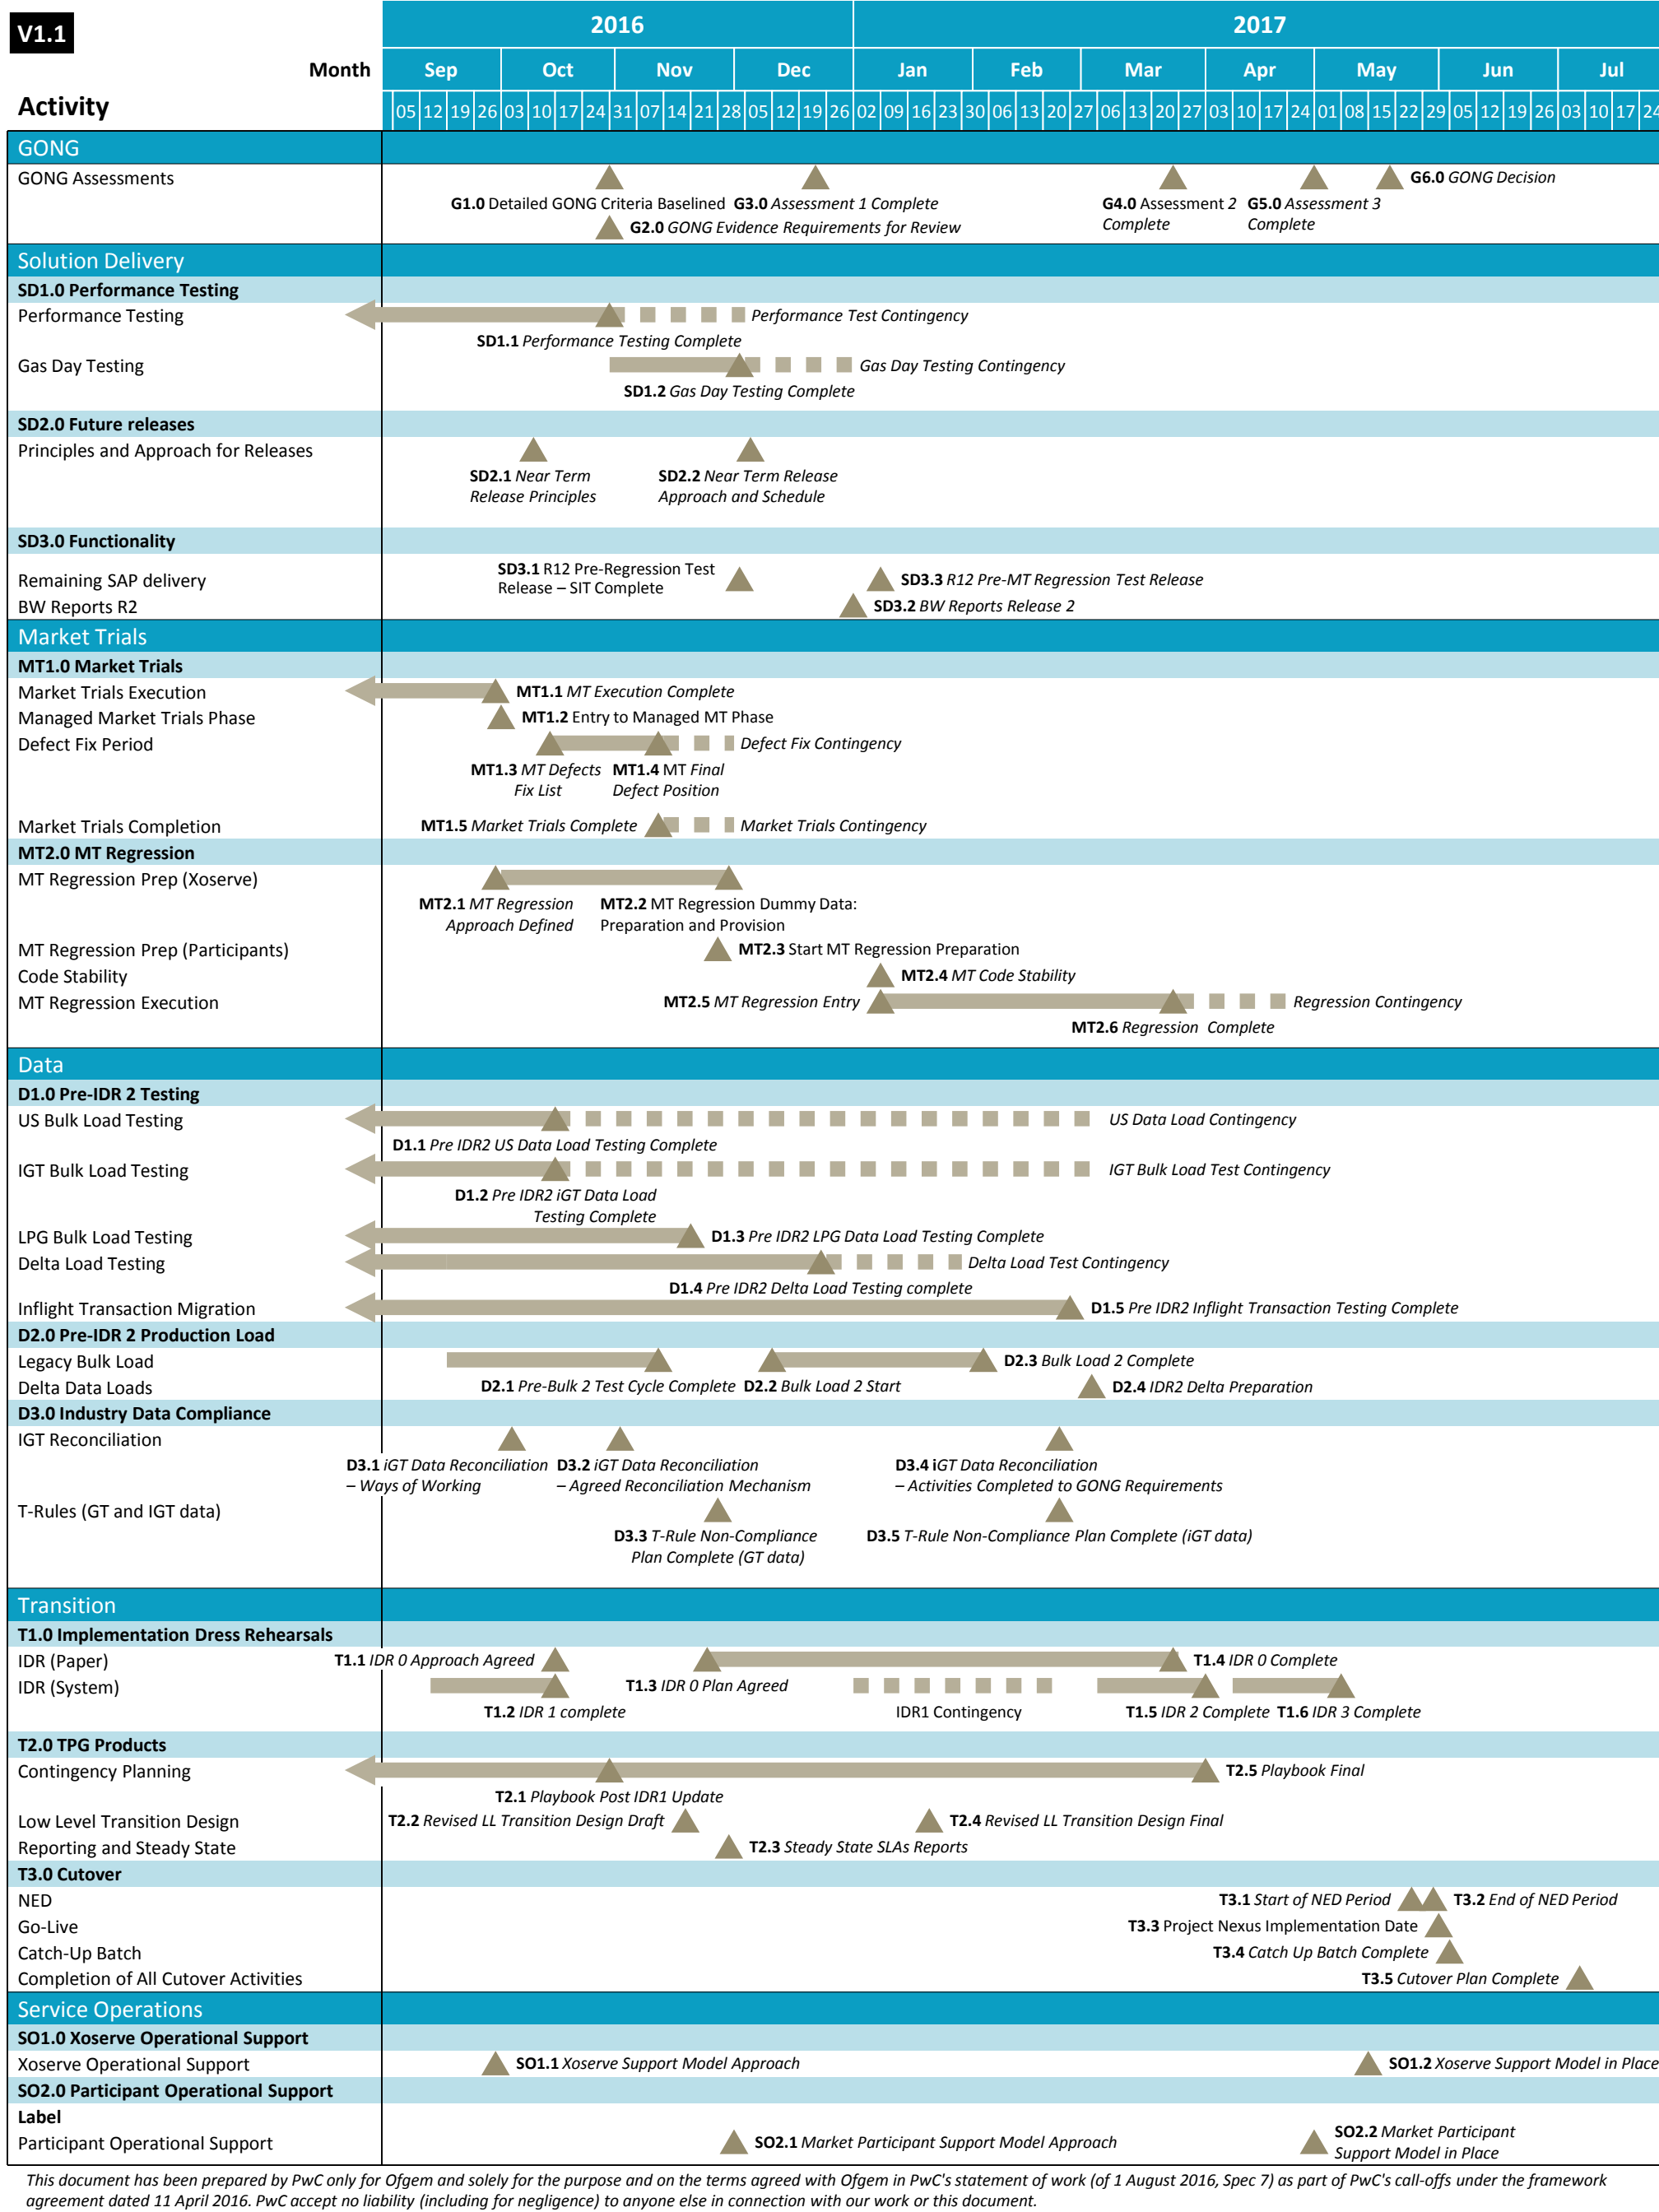 V1.1
2016 2017
Month Sep Oct Nov Dec Jan Feb Mar Apr May Jun Jul
Activity
05 12 19 26 03 10 17 24 31 07 14 21 28 05 12 19 26 02 09 16 23 30 06 13 20 27 06 13 20 27 03 10 17 24 01 08 15 22 29 05 12 19 26 03 10 17 24
GONG
GONG Assessments
G6.0 GONG Decision
G1.0 Detailed GONG Criteria Baselined
G3.0 Assessment 1 Complete
G4.0 Assessment 2
Complete
G5.0 Assessment 3
Complete
G2.0 GONG Evidence Requirements for Review
Solution Delivery
SD1.0 Performance Testing
Performance Testing
Performance Test Contingency
SD1.1 Performance Testing Complete
Gas Day Testing
Gas Day Testing Contingency
SD1.2 Gas Day Testing Complete
SD2.0 Future releases
Principles and Approach for Releases
SD2.1 Near Term
Release Principles
SD2.2 Near Term Release
Approach and Schedule
SD3.0 Functionality
SD3.1 R12 Pre-Regression Test
Release – SIT Complete
Remaining SAP delivery
SD3.3 R12 Pre-MT Regression Test Release
BW Reports R2
SD3.2 BW Reports Release 2
Market Trials
MT1.0 Market Trials
Market Trials Execution
MT1.1 MT Execution Complete
Managed Market Trials Phase
MT1.2 Entry to Managed MT Phase
Defect Fix Period
Defect Fix Contingency
MT1.3 MT Defects
Fix List
MT1.4 MT Final
Defect Position
Market Trials Completion
MT1.5 Market Trials Complete
Market Trials Contingency
MT2.0 MT Regression
MT Regression Prep (Xoserve)
MT2.1 MT Regression
Approach Defined
MT2.2 MT Regression Dummy Data:
Preparation and Provision
MT Regression Prep (Participants)
MT2.3 Start MT Regression Preparation
Code Stability
MT2.4 MT Code Stability
MT Regression Execution
MT2.5 MT Regression Entry
Regression Contingency
MT2.6 Regression Complete
Data
D1.0 Pre-IDR 2 Testing
US Bulk Load Testing
US Data Load Contingency
D1.1 Pre IDR2 US Data Load Testing Complete
IGT Bulk Load Testing
IGT Bulk Load Test Contingency
D1.2 Pre IDR2 iGT Data Load
Testing Complete
LPG Bulk Load Testing
D1.3 Pre IDR2 LPG Data Load Testing Complete
Delta Load Testing
Delta Load Test Contingency
D1.4 Pre IDR2 Delta Load Testing complete
Inflight Transaction Migration
D1.5 Pre IDR2 Inflight Transaction Testing Complete
D2.0 Pre-IDR 2 Production Load
Legacy Bulk Load
D2.3 Bulk Load 2 Complete
D2.1 Pre-Bulk 2 Test Cycle Complete
D2.2 Bulk Load 2 Start
Delta Data Loads
D2.4 IDR2 Delta Preparation
D3.0 Industry Data Compliance
IGT Reconciliation
D3.1 iGT Data Reconciliation
– Ways of Working
D3.2 iGT Data Reconciliation
– Agreed Reconciliation Mechanism
D3.4 iGT Data Reconciliation
– Activities Completed to GONG Requirements
T-Rules (GT and IGT data)
D3.3 T-Rule Non-Compliance
Plan Complete (GT data)
D3.5 T-Rule Non-Compliance Plan Complete (iGT data)
Transition
T1.0 Implementation Dress Rehearsals
IDR (Paper)
T1.1 IDR 0 Approach Agreed
T1.4 IDR 0 Complete
IDR (System)
T1.3 IDR 0 Plan Agreed
T1.2 IDR 1 complete
IDR1 Contingency
T1.5 IDR 2 Complete
T1.6 IDR 3 Complete
T2.0 TPG Products
Contingency Planning
T2.5 Playbook Final
T2.1 Playbook Post IDR1 Update
Low Level Transition Design
T2.2 Revised LL Transition Design Draft
T2.4 Revised LL Transition Design Final
Reporting and Steady State
T2.3 Steady State SLAs Reports
T3.0 Cutover
NED
T3.1 Start of NED Period
T3.2 End of NED Period
Go-Live
T3.3 Project Nexus Implementation Date
Catch-Up Batch
T3.4 Catch Up Batch Complete
Completion of All Cutover Activities
T3.5 Cutover Plan Complete
Service Operations
SO1.0 Xoserve Operational Support
Xoserve Operational Support
SO1.1 Xoserve Support Model Approach
SO1.2 Xoserve Support Model in Place
SO2.0 Participant Operational Support
Label
Participant Operational Support
SO2.1 Market Participant Support Model Approach
SO2.2 Market Participant
Support Model in Place
This document has been prepared by PwC only for Ofgem and solely for the purpose and on the terms agreed with Ofgem in PwC's statement of work (of 1 August 2016, Spec 7) as part of PwC's call-offs under the framework
agreement dated 11 April 2016. PwC accept no liability (including for negligence) to anyone else in connection with our work or this document.